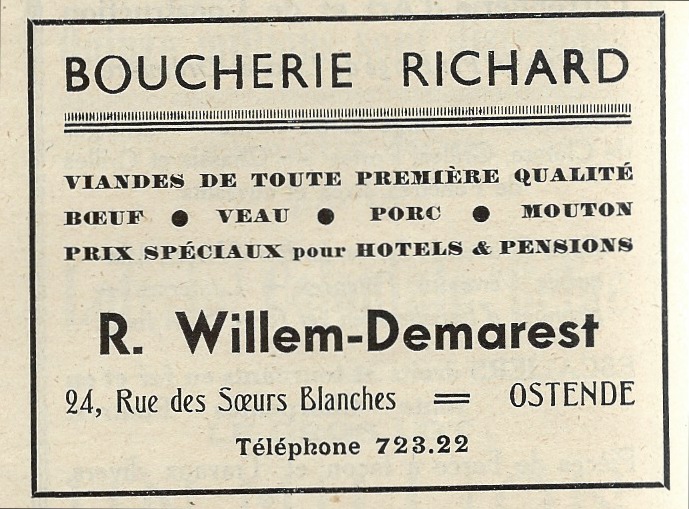 BOUCHERIE RICHARD
VIANDES DE TOUTE PREMIÈRE QUALITÉ
BŒUF ● VEAU ● PORC ● MOUTON
PRIX SPÉCIAUX pour HOTELS & PENSIONS
R. Willem-Demarest
24, Rue des Sœurs Blanches = OSTENDE
Téléphone 723.22